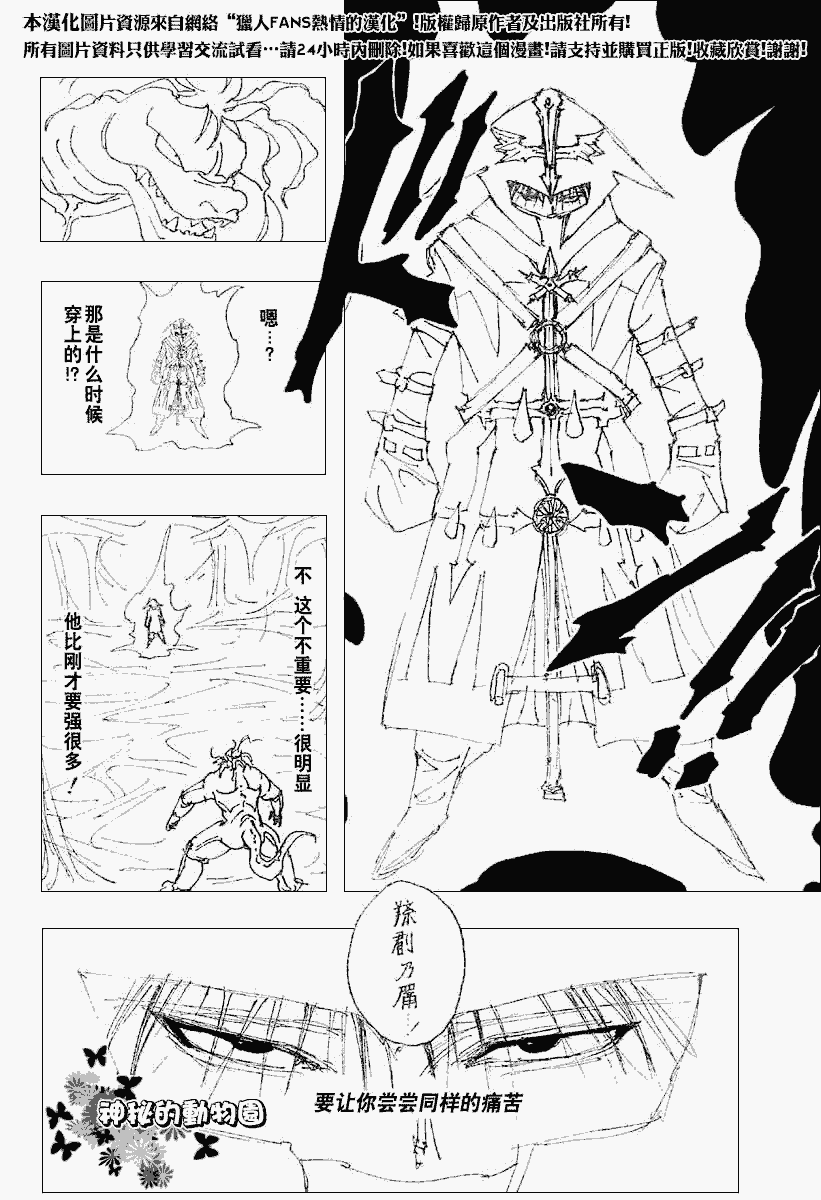 本漢化圖片資源來自網絡“獵人FANS熱情的漢化”!版權歸原作者及出版社所有!
所有圖片資料只供學習交流試看…請24小時內刪除!如果喜歡這個漫畫!請支持並購買正版!收藏欣賞!謝謝!
嗯…?
那是什么时候
穿上的!?
不 这个不重要……很明显
他比刚才要强很多!
要让你尝尝同样的痛苦
神秘的動物園